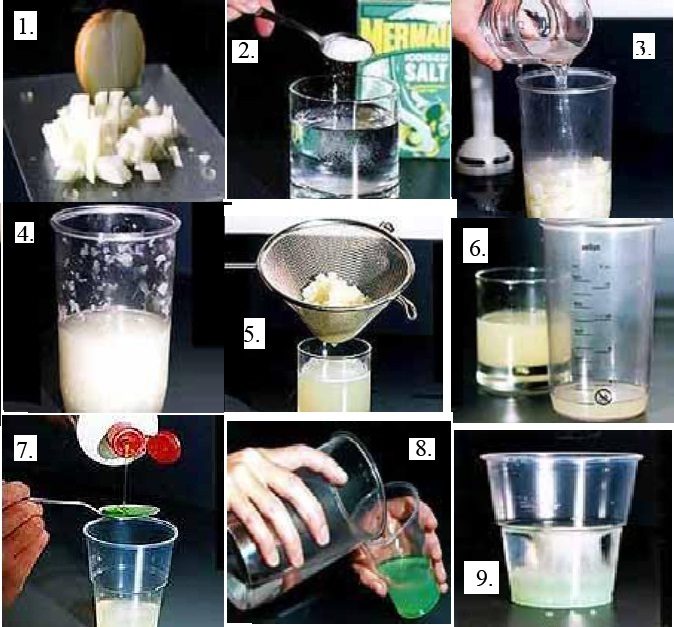 1.
2.
MERMAI
IODISED
SALT
3.
4.
5.
6.
BRAUN
7.
8.
9.